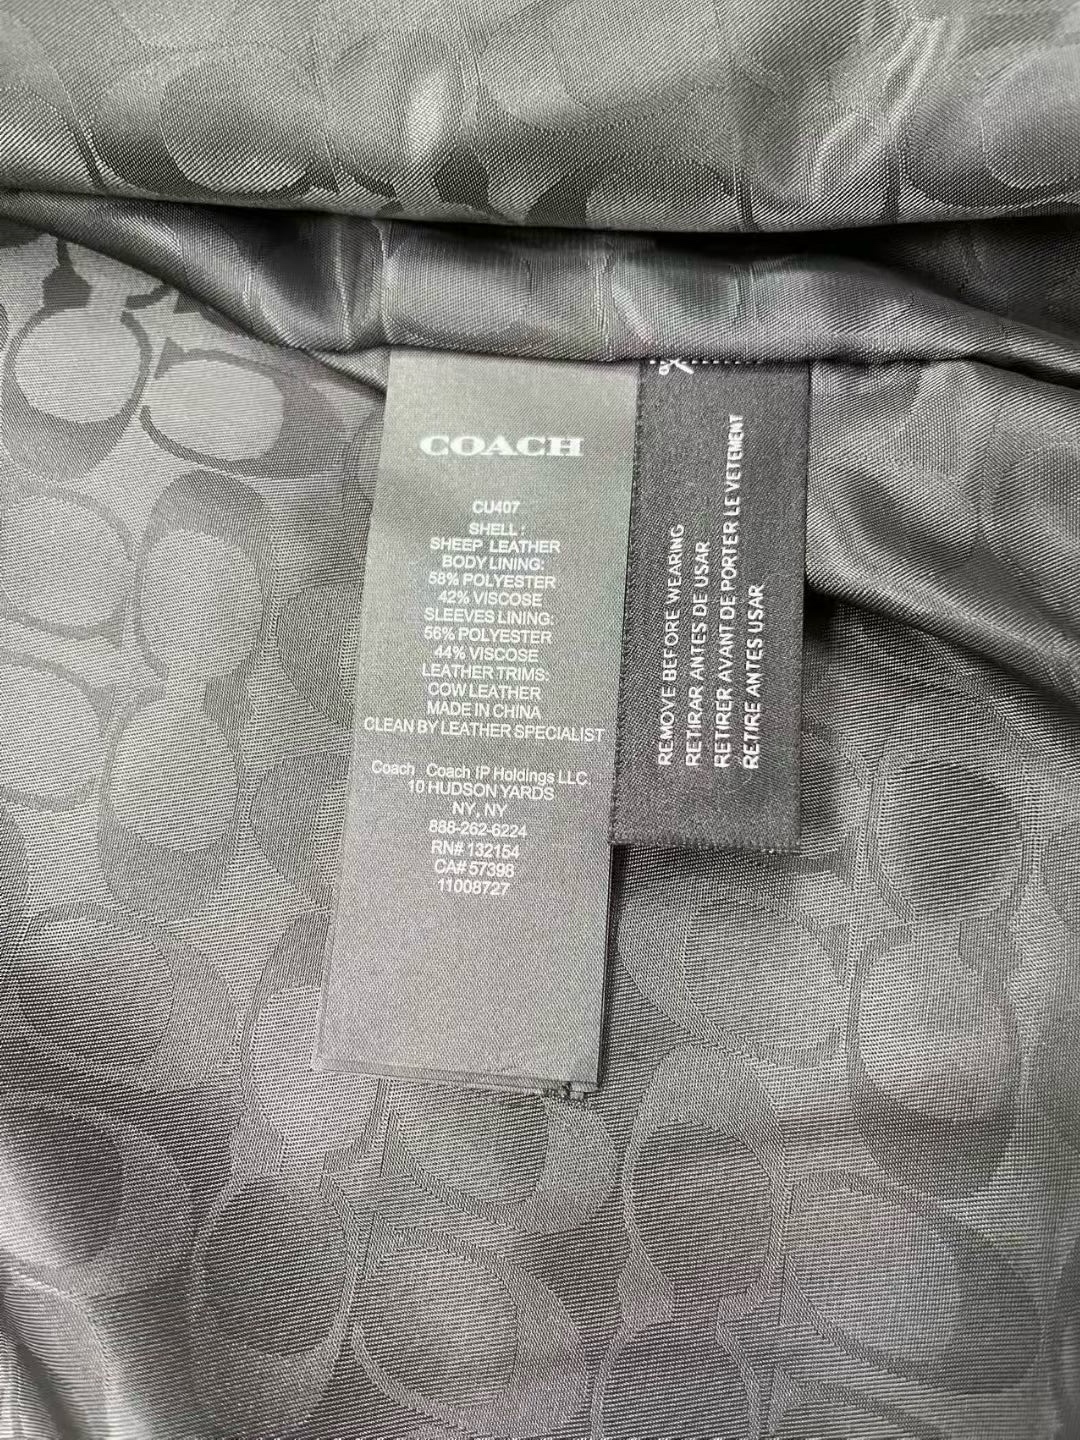 COACH
CU407
SHELL:
SHEEP LEATHER
BODY LINING:
58% POLYESTER
42% VISCOSE
SLEEVES LINING:
56% POLYESTER
44% VISCOSE
LEATHER TRIMS:
COW LEATHER
MADE IN CHINA
CLEAN BY LEATHER SPECIALIST
Coach Coach IP Holdings LLC.
10 HUDSON YARDS
NY, NY
888-262-6224
RN# 132154
CA# 57398
11008727
REMOVE BEFORE WEARING
RETIRAR ANTES DE USAR
RETIRER AVANT DE PORTER LE VETEMENT
RETIRE ANTES USAR